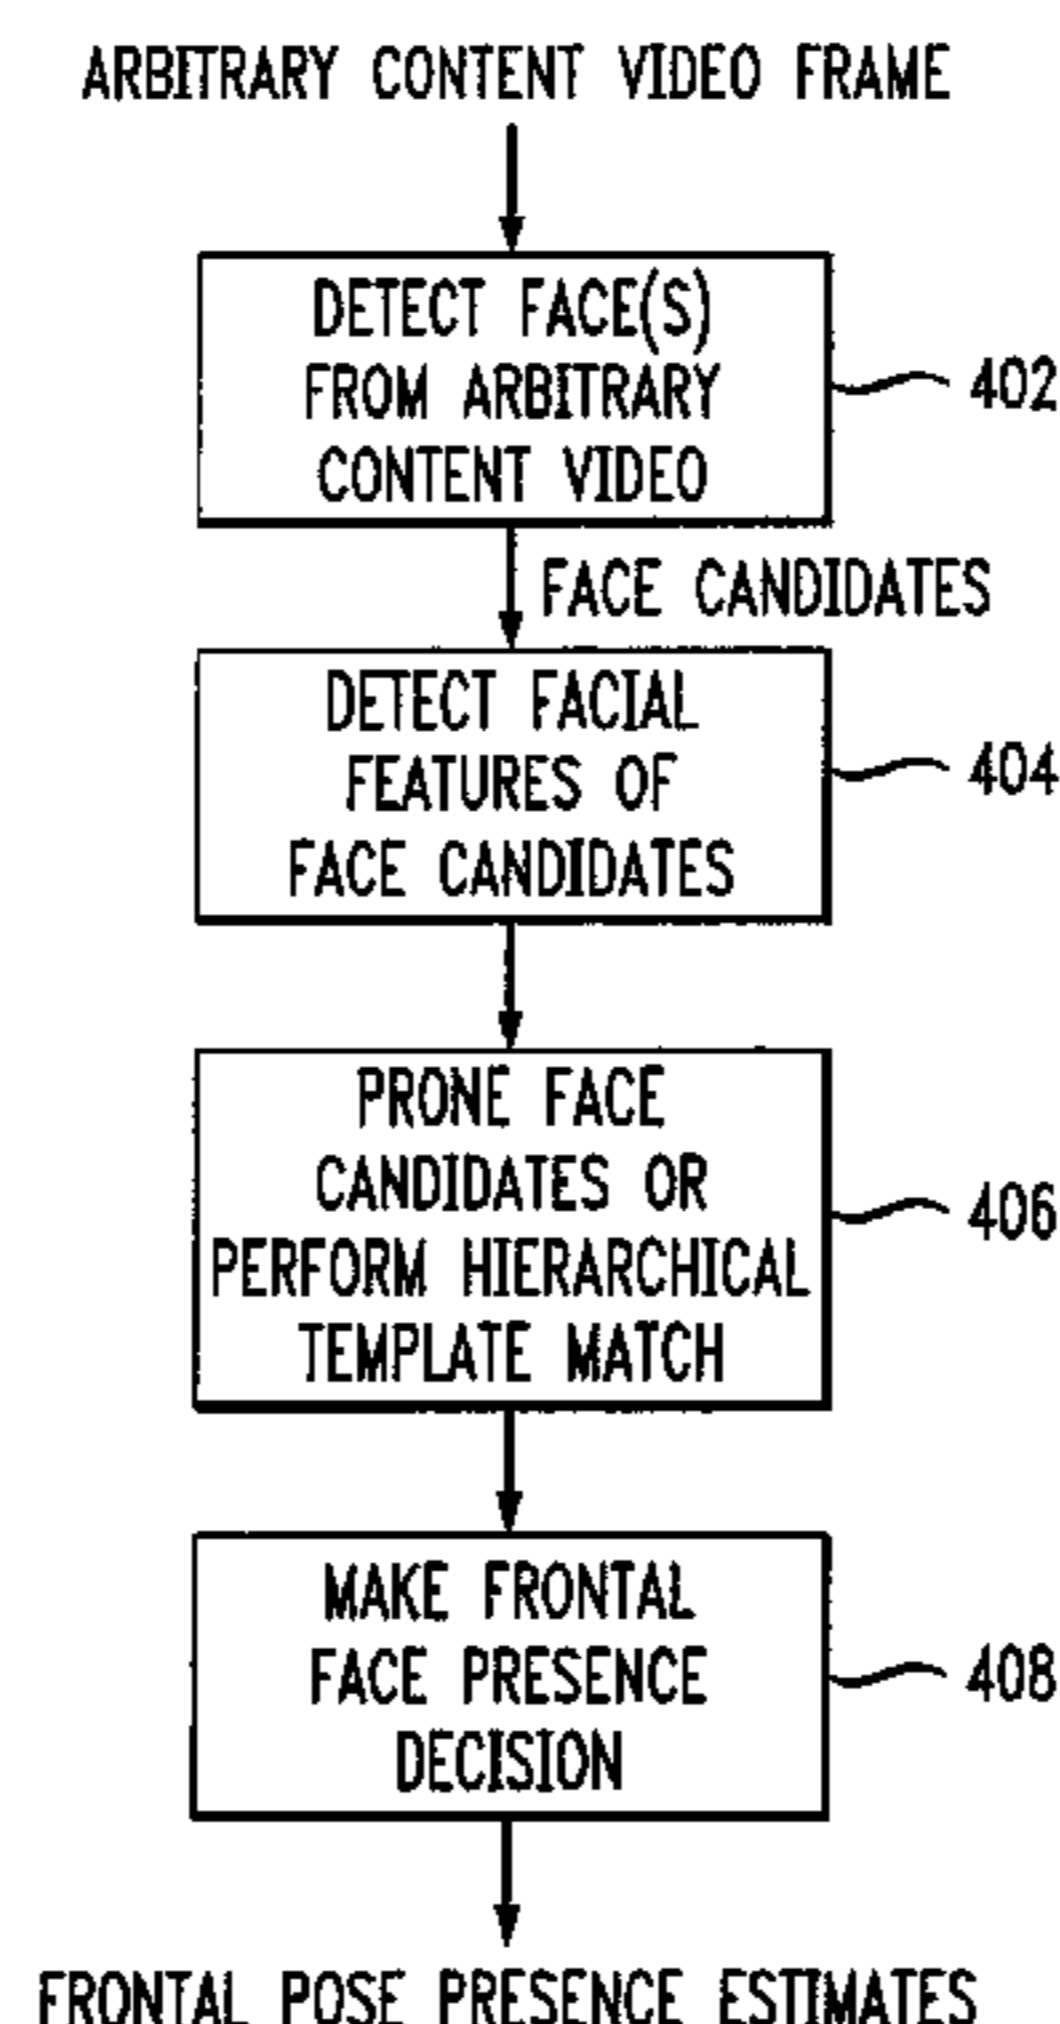 ARBITRARY CONTENT VIDEO FRAME
DETECT FACE(S)
FROM ARBITRARY
CONTENT VIDEO
402
FACE CANDIDATES
DETECT FACIAL
FEATURES OF
FACE CANDIDATES
404
PRONE FACE
CANDIDATES OR
PERFORM HIERARCHICAL
TEMPLATE MATCH
406
MAKE FRONTAL
FACE PRESENCE
DECISION
408
FRONTAL POSE PRESENCE ESTIMATES